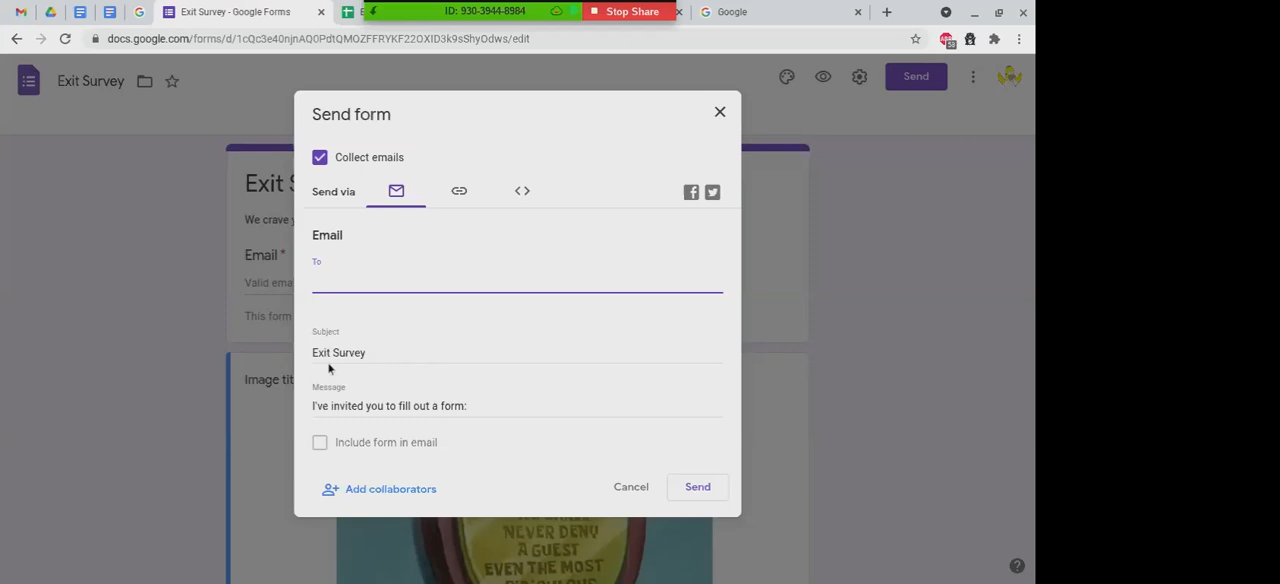 Exit Survey - Google Forms
ID: 930-3944-8984
Stop Share
Google
docs.google.com/forms/d/1cQc3e40njnAQ0PdtQMOZFFRYKF22OXID3k9sShyOdws/edit
58
Exit Survey
Send
Send form
Collect emails
Send via
Exit S
We crave y
Email
Email *
To
Valid ema
This form
Subject
Exit Survey
Image tit
Message
I've invited you to fill out a form:
Include form in email
Add collaborators
Cancel
Send
NEVER DENY
A GUEST
EVEN THE MOST
RIDICULOUS